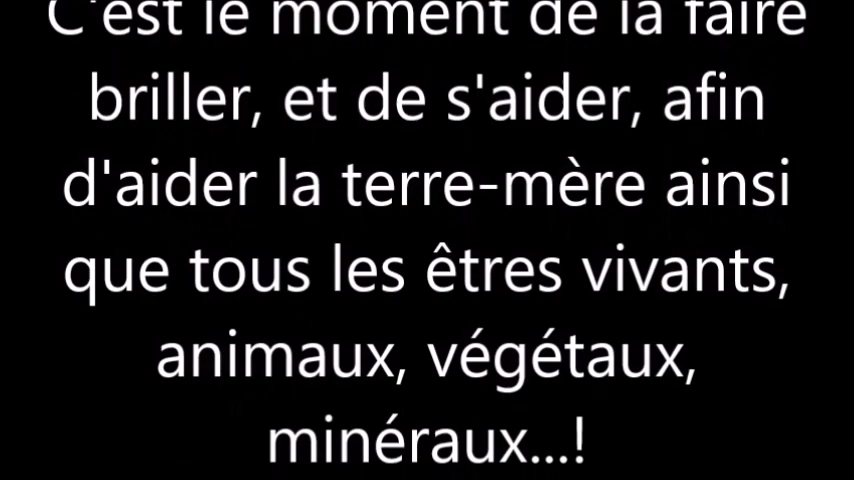 C'est le moment de la faire
briller, et de s'aider, afin
d'aider la terre-mère ainsi
que tous les êtres vivants,
animaux, végétaux,
minéraux...!